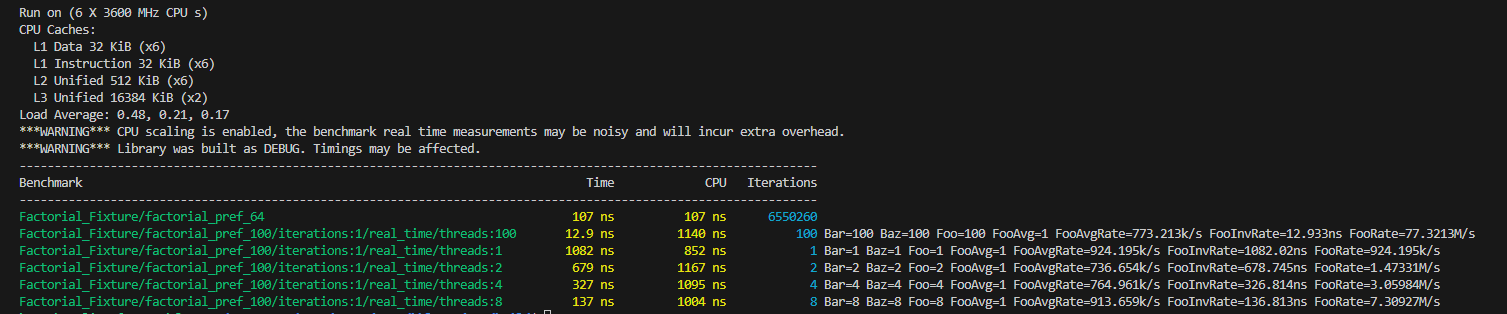 Run on (6 X 3600 MHz CPU s)
CPU Caches:
  L1 Data 32 KiB (x6)
  L1 Instruction 32 KiB (x6)
  L2 Unified 512 KiB (x6)
  L3 Unified 16384 KiB (x2)
Load Average: 0.48, 0.21, 0.17
***WARNING*** CPU scaling is enabled, the benchmark real time measurements may be noisy and will incur extra overhead.
***WARNING*** Library was built as DEBUG. Timings may be affected.
---------------------------------------------------------------------------------------------------------------------
Benchmark Time CPU Iterations
---------------------------------------------------------------------------------------------------------------------
Factorial_Fixture/factorial_pref_64 107 ns 107 ns 6550260
Factorial_Fixture/factorial_pref_100/iterations:1/real_time/threads:100 12.9 ns 1140 ns 100 Bar=100 Baz=100 Foo=100 FooAvg=1 FooAvgRate=773.213k/s FooInvRate=12.933ns FooRate=77.3213M/s
Factorial_Fixture/factorial_pref_100/iterations:1/real_time/threads:1 1082 ns 852 ns 1 Bar=1 Baz=1 Foo=1 FooAvg=1 FooAvgRate=924.195k/s FooInvRate=1082.02ns FooRate=924.195k/s
Factorial_Fixture/factorial_pref_100/iterations:1/real_time/threads:2 679 ns 1167 ns 2 Bar=2 Baz=2 Foo=2 FooAvg=1 FooAvgRate=736.654k/s FooInvRate=678.745ns FooRate=1.47331M/s
Factorial_Fixture/factorial_pref_100/iterations:1/real_time/threads:4 327 ns 1095 ns 4 Bar=4 Baz=4 Foo=4 FooAvg=1 FooAvgRate=764.961k/s FooInvRate=326.814ns FooRate=3.05984M/s
Factorial_Fixture/factorial_pref_100/iterations:1/real_time/threads:8 137 ns 1004 ns 8 Bar=8 Baz=8 Foo=8 FooAvg=1 FooAvgRate=913.659k/s FooInvRate=136.813ns FooRate=7.30927M/s